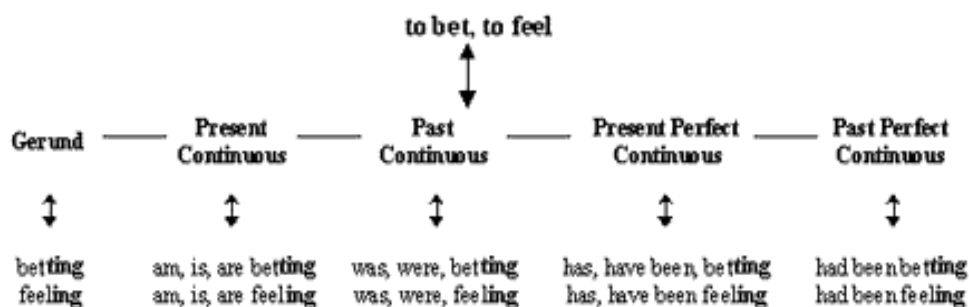 to bet, to feel
Gerund
Present Continuous
Past Continuous
Present Perfect Continuous
Past Perfect Continuous
betting
am, is, are betting
was, were, betting
has, have been, betting
had been betting
feeling
am, is, are feeling
was, were, feeling
has, have been feeling
had been feeling